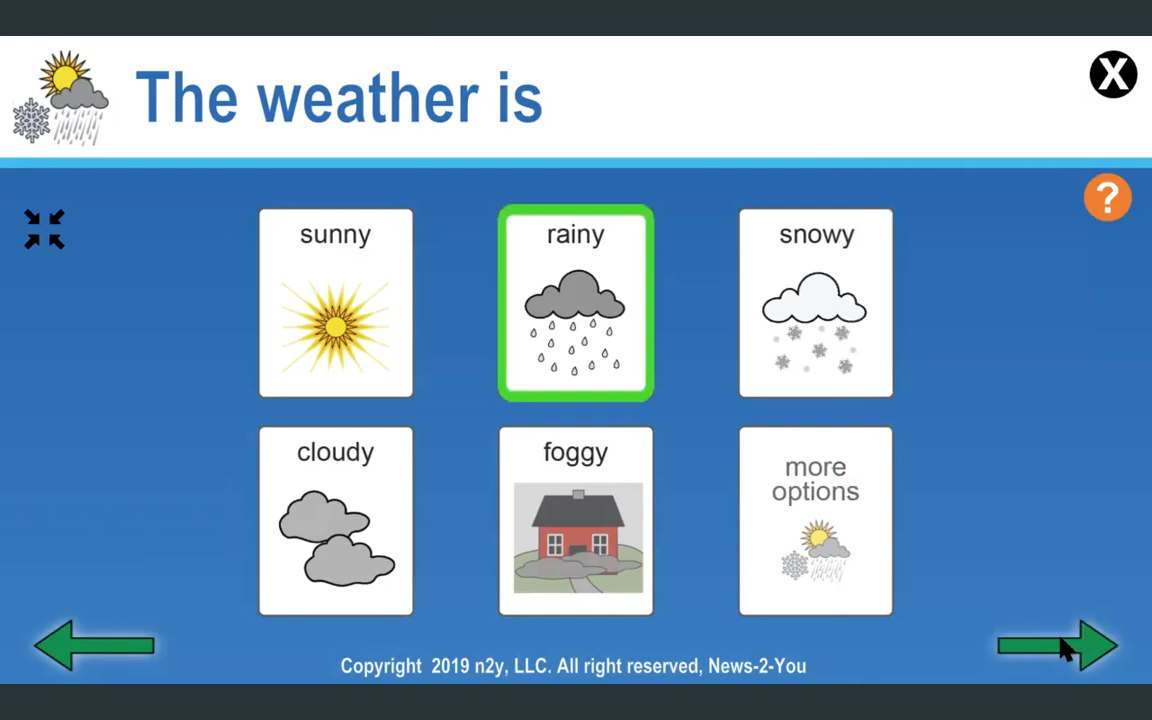 The weather is
X
?
sunny
rainy
snowy
cloudy
foggy
more
options
Copyright 2019 n2y, LLC. All right reserved, News-2-You